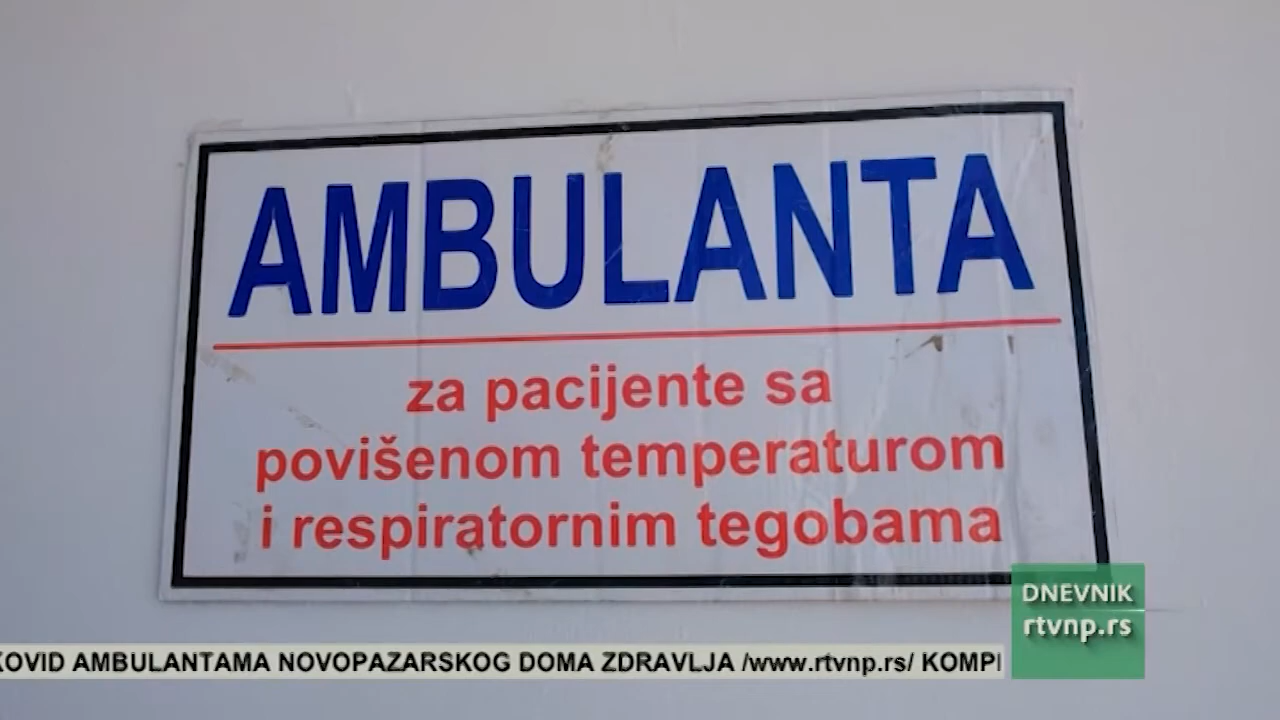 AMBULANTA
za pacijente sa
povišenom temperaturom
i respiratornim tegobama
DNEVNIK
rtvnp.rs
KOVID AMBULANTAMA NOVOPAZARSKOG DOMA ZDRAVLJA /www.rtvnp.rs/